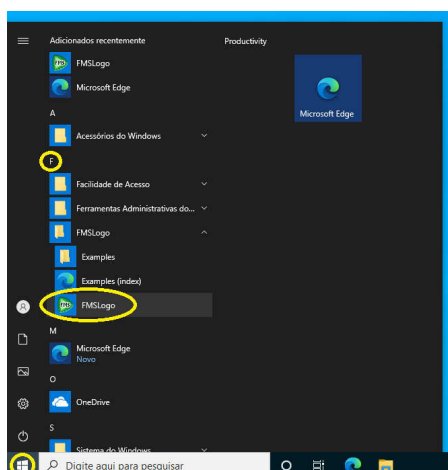 Adicionados recentemente
Productivity
FMSLogo
Microsoft Edge
Microsoft Edge
A
Acessórios do Windows
F
Facilidade de Acesso
Ferramentas Administrativas do...
FMSLogo
Examples
Examples (index)
FMSLogo
M
Microsoft Edge
Novo
O
OneDrive
S
Sistema do Windows
Digite aqui para pesquisar